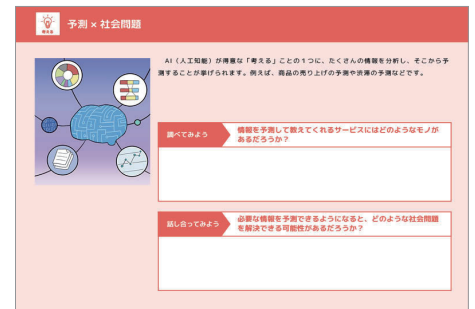 考える
予測 × 社会問題
AI（人工知能）が得意な「考える」ことの１つに、たくさんの情報を分析し、そこから予
測することが挙げられます。例えば、商品の売り上げの予測や渋滞の予測などです。
調べてみよう
情報を予測して教えてくれるサービスにはどのようなモノが
あるだろうか？
話し合ってみよう
必要な情報を予測できるようになると、どのような社会問題
を解決できる可能性があるだろうか？